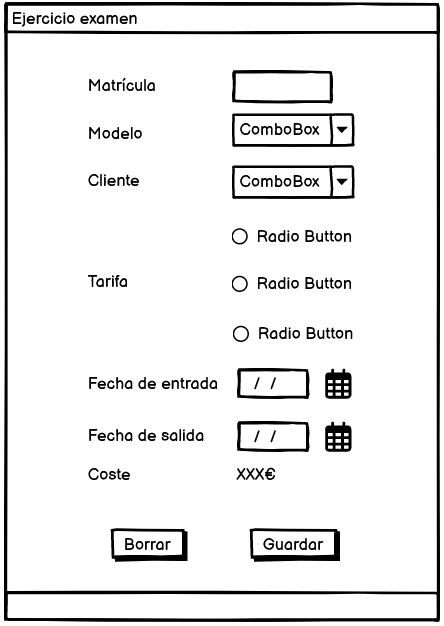 Ejercicio examen
Matrícula
Modelo ComboBox
Cliente ComboBox
Radio Button
Tarifa Radio Button
Radio Button
Fecha de entrada / /
Fecha de salida / /
Coste XXX€
Borrar Guardar